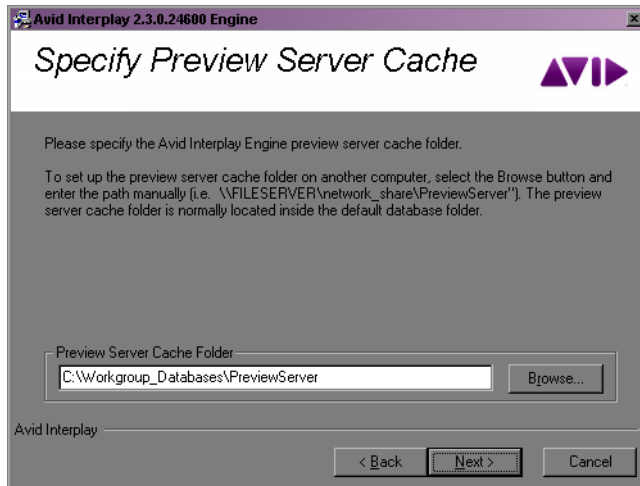 Avid Interplay 2.3.0.24600 Engine
Specify Preview Server Cache
AVID
Please specify the Avid Interplay Engine preview server cache folder.
To set up the preview server cache folder on another computer, select the Browse button and
enter the path manually (i.e.  \\FILESERVER\network_share\PreviewServer"). The preview
server cache folder is normally located inside the default database folder.
Preview Server Cache Folder
C:\Workgroup_Databases\PreviewServer
Browse...
Avid Interplay
< Back
Next >
Cancel